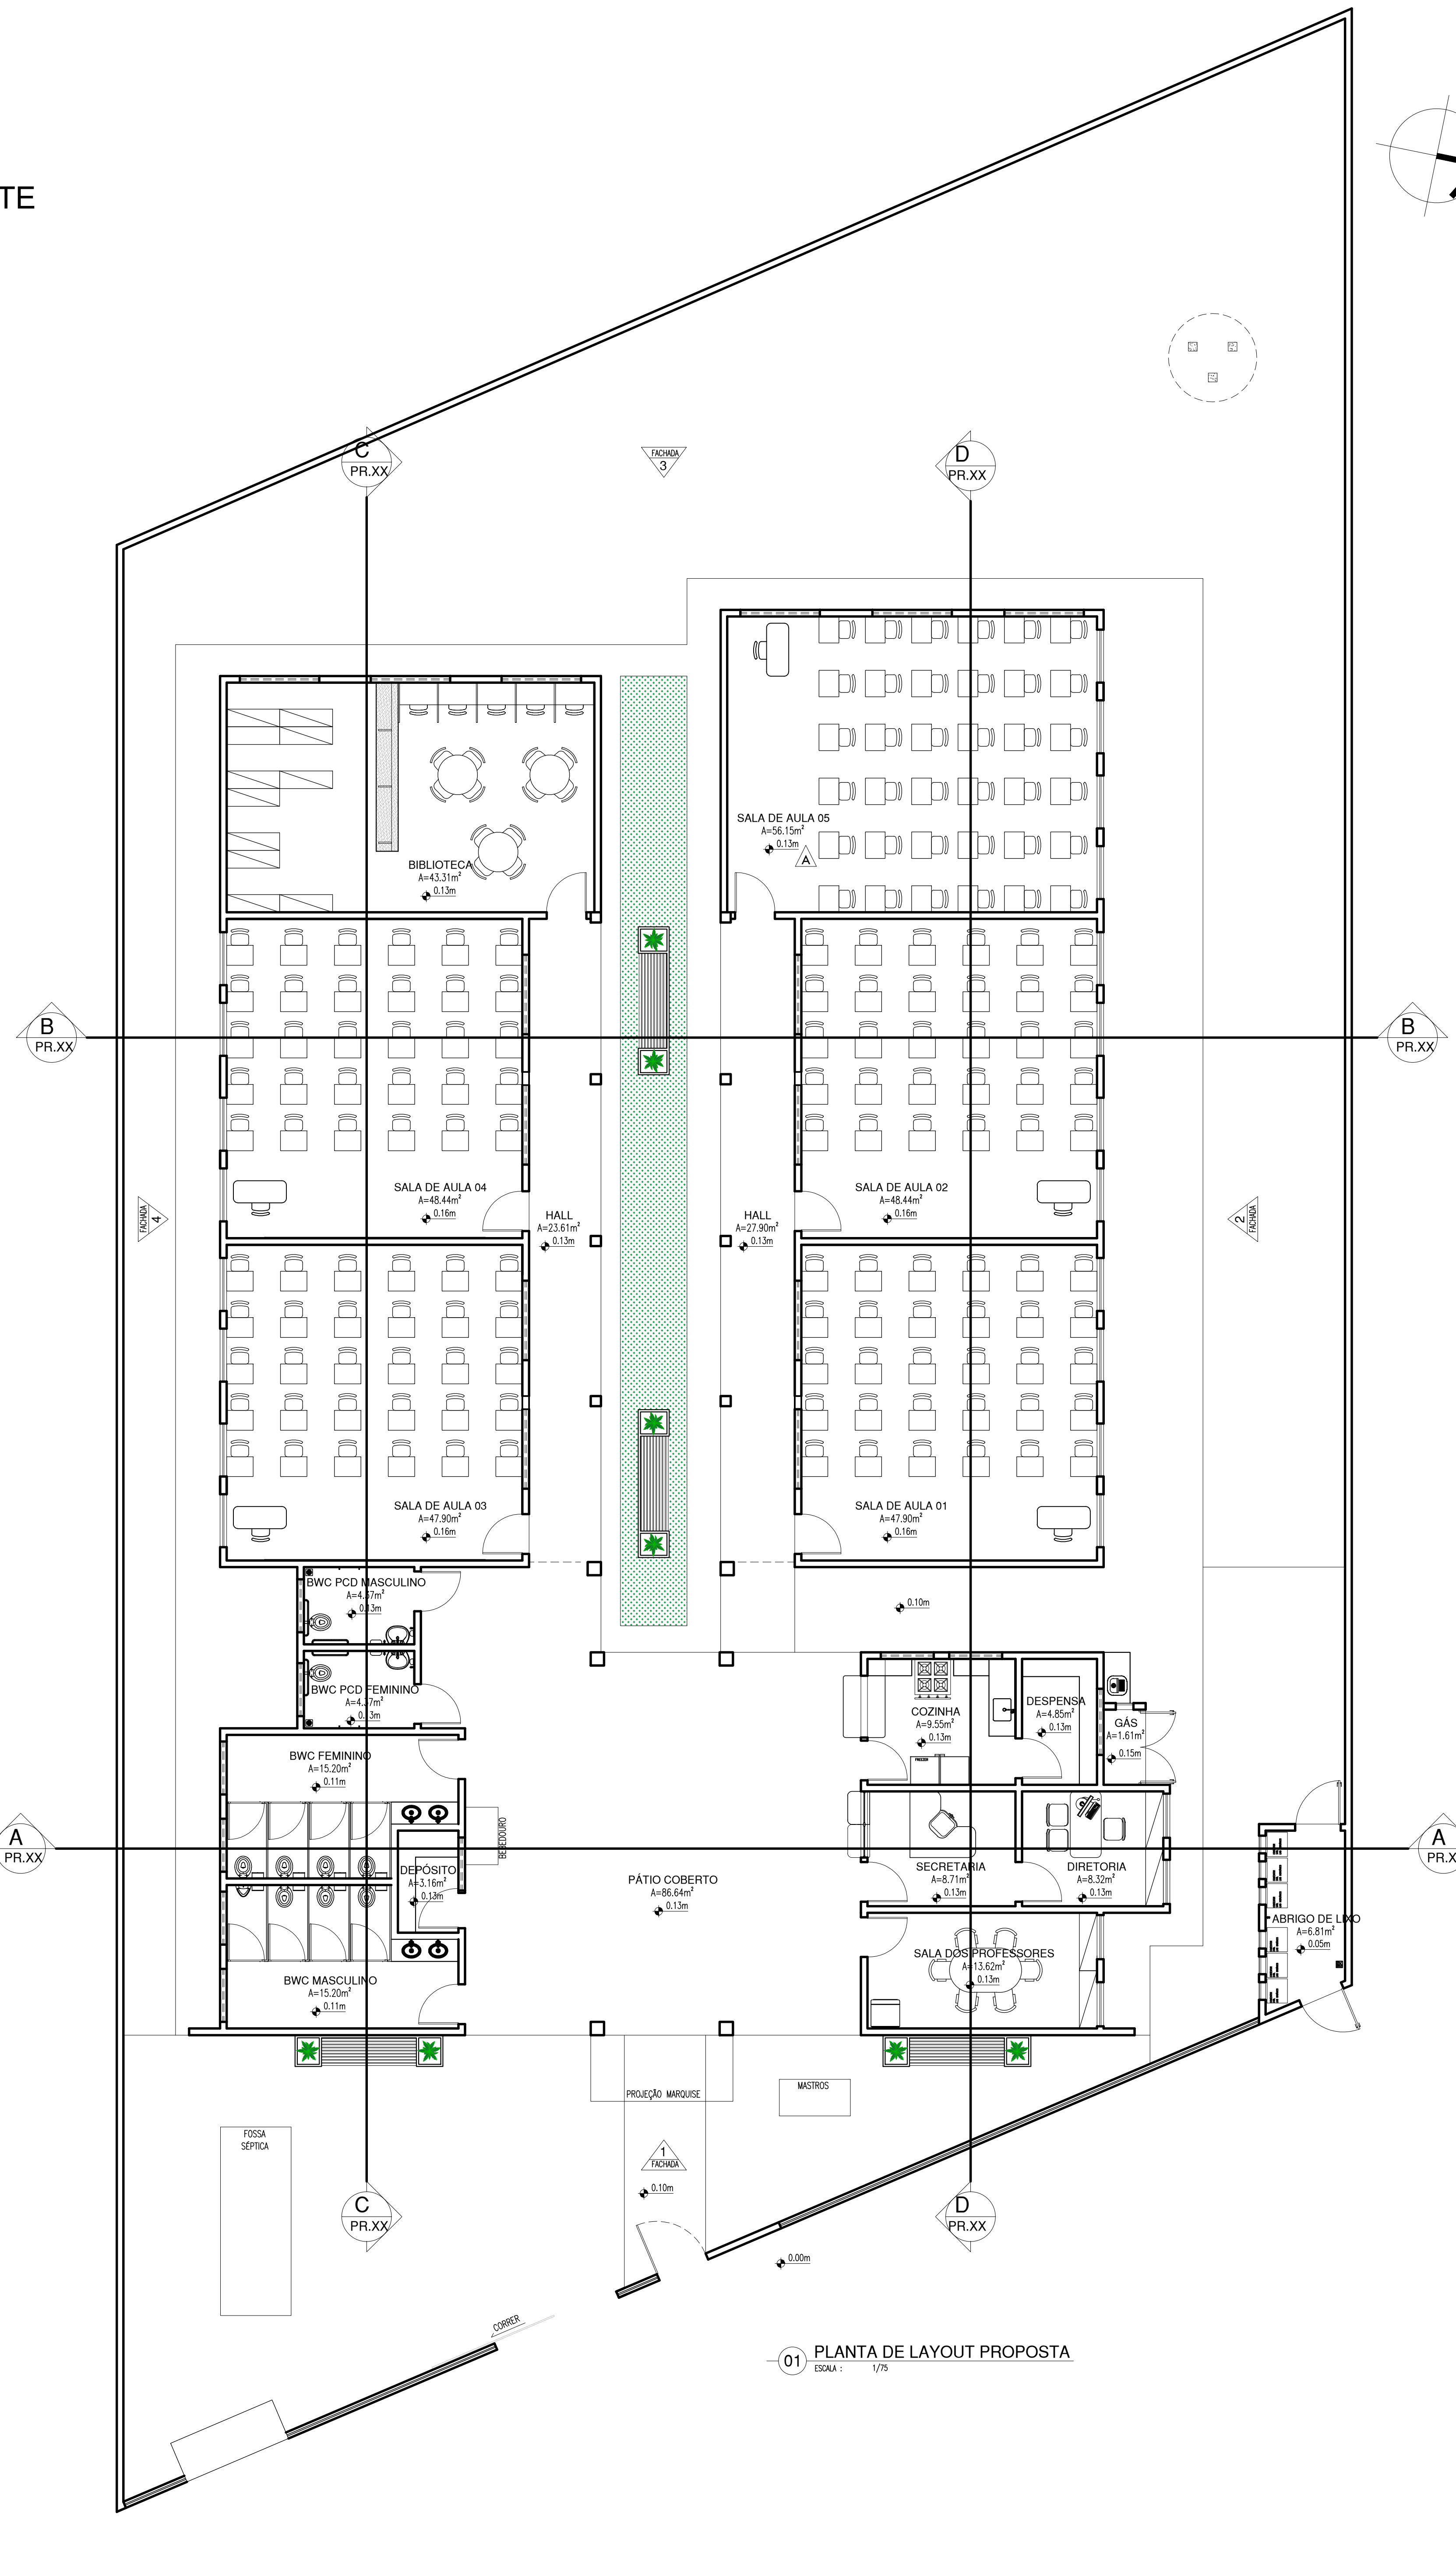 TE
C
PR.XX
FACHADA
3
D
PR.XX
SALA DE AULA 05
A=56.15m²
0.13m
A
BIBLIOTECA
A=43.31m²
0.13m
B
PR.XX
B
PR.XX
SALA DE AULA 04
A=48.44m²
0.16m
SALA DE AULA 02
A=48.44m²
0.16m
FACHADA
4
HALL
A=23.61m²
0.13m
HALL
A=27.90m²
0.13m
2
FACHADA
SALA DE AULA 03
A=47.90m²
0.16m
SALA DE AULA 01
A=47.90m²
0.16m
BWC PCD MASCULINO
A=4.37m²
0.13m
0.10m
BWC PCD FEMININO
A=4.37m²
0.13m
COZINHA
A=9.55m²
0.13m
FREEZER
DESPENSA
A=4.85m²
0.13m
GÁS
A=1.61m²
0.15m
BWC FEMININO
A=15.20m²
0.11m
BEBEDOURO
A
PR.XX
A
PR.X
DEPÓSITO
A=3.16m²
0.13m
PÁTIO COBERTO
A=86.64m²
0.13m
SECRETARIA
A=8.71m²
0.13m
DIRETORIA
A=8.32m²
0.13m
ABRIGO DE LIXO
A=6.81m²
0.05m
SALA DOS PROFESSORES
A=13.62m²
0.13m
BWC MASCULINO
A=15.20m²
0.11m
PROJEÇÃO MARQUISE
MASTROS
FOSSA
SÉPTICA
1
FACHADA
0.10m
C
PR.XX
D
PR.XX
0.00m
CORRER
01
PLANTA DE LAYOUT PROPOSTA
ESCALA : 1/75